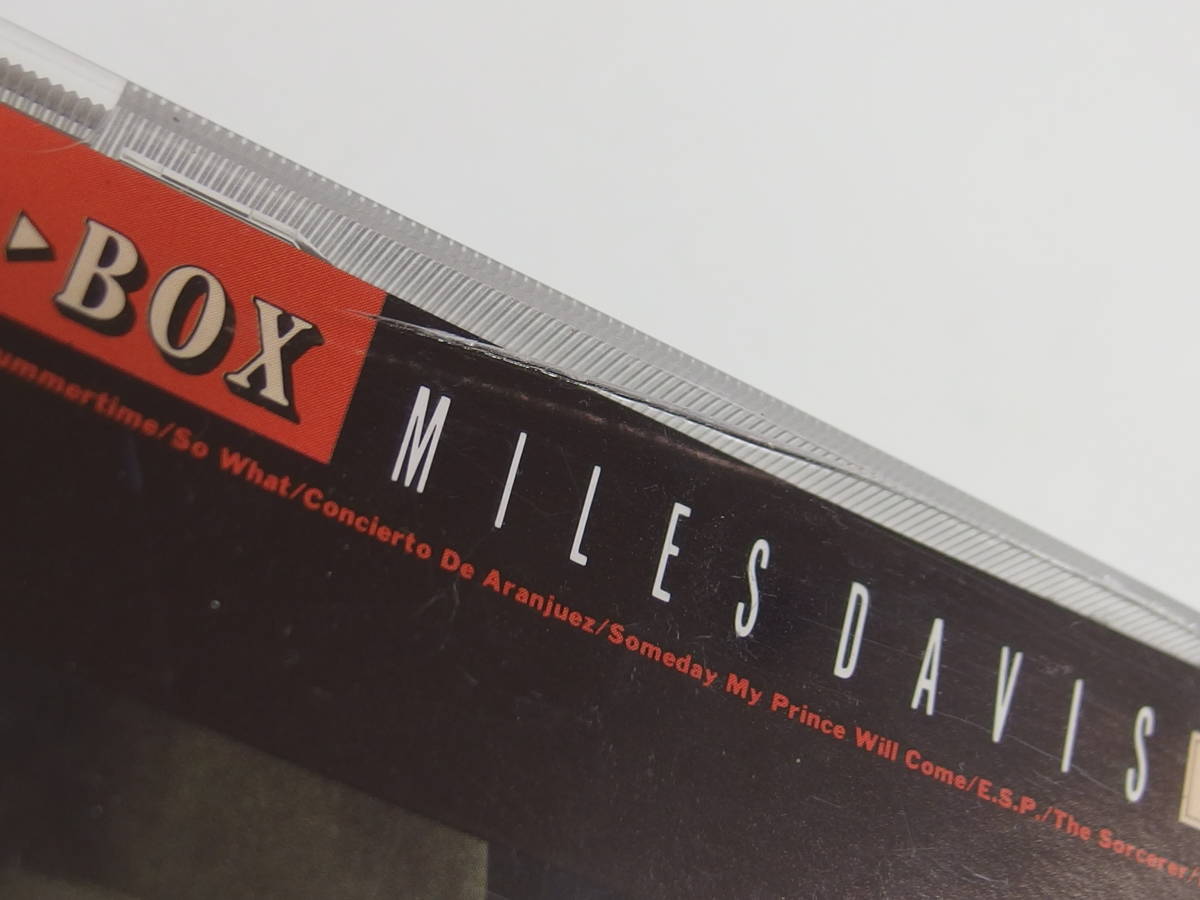 BOX
MILES DAVIS
ummertime/So What/Concierto De Aranjuez/Someday My Prince Will Come/E.S.P./The Sorcerer/